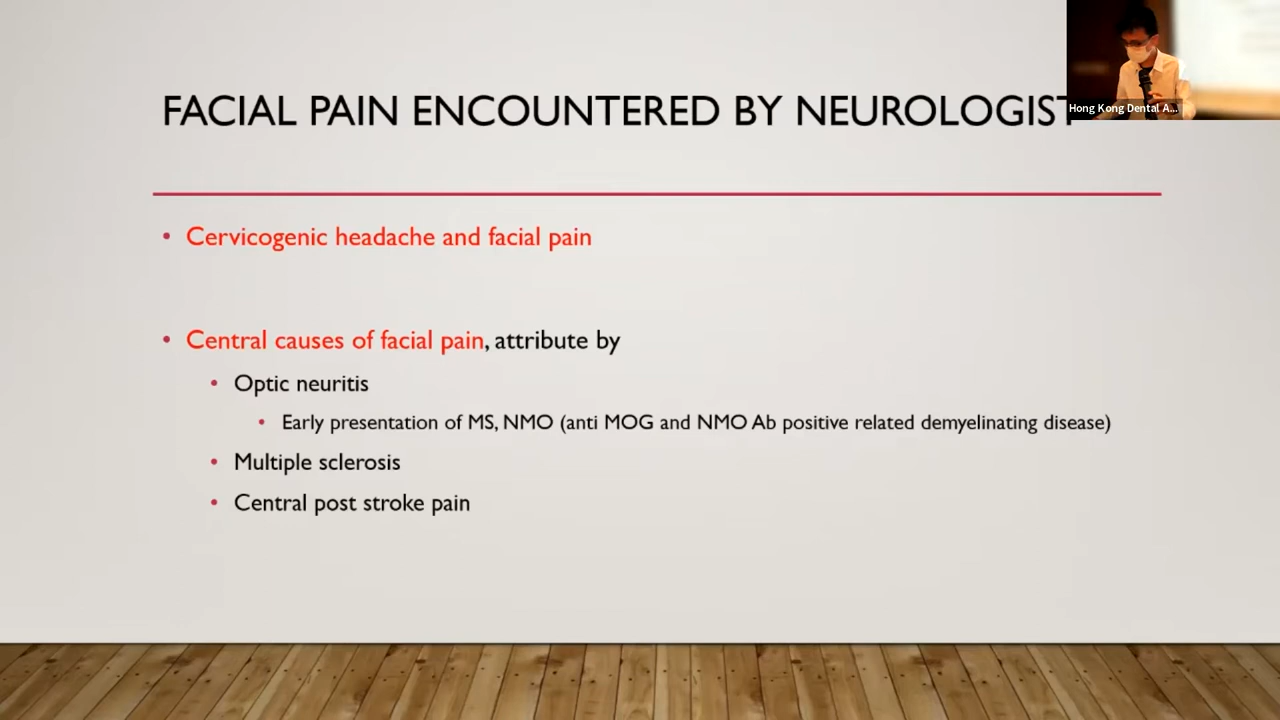 FACIAL PAIN ENCOUNTERED BY NEUROLOGIST
Hong Kong Dental A...
• Cervicogenic headache and facial pain
• Central causes of facial pain, attribute by
• Optic neuritis
• Early presentation of MS, NMO (anti MOG and NMO Ab positive related demyelinating disease)
• Multiple sclerosis
• Central post stroke pain